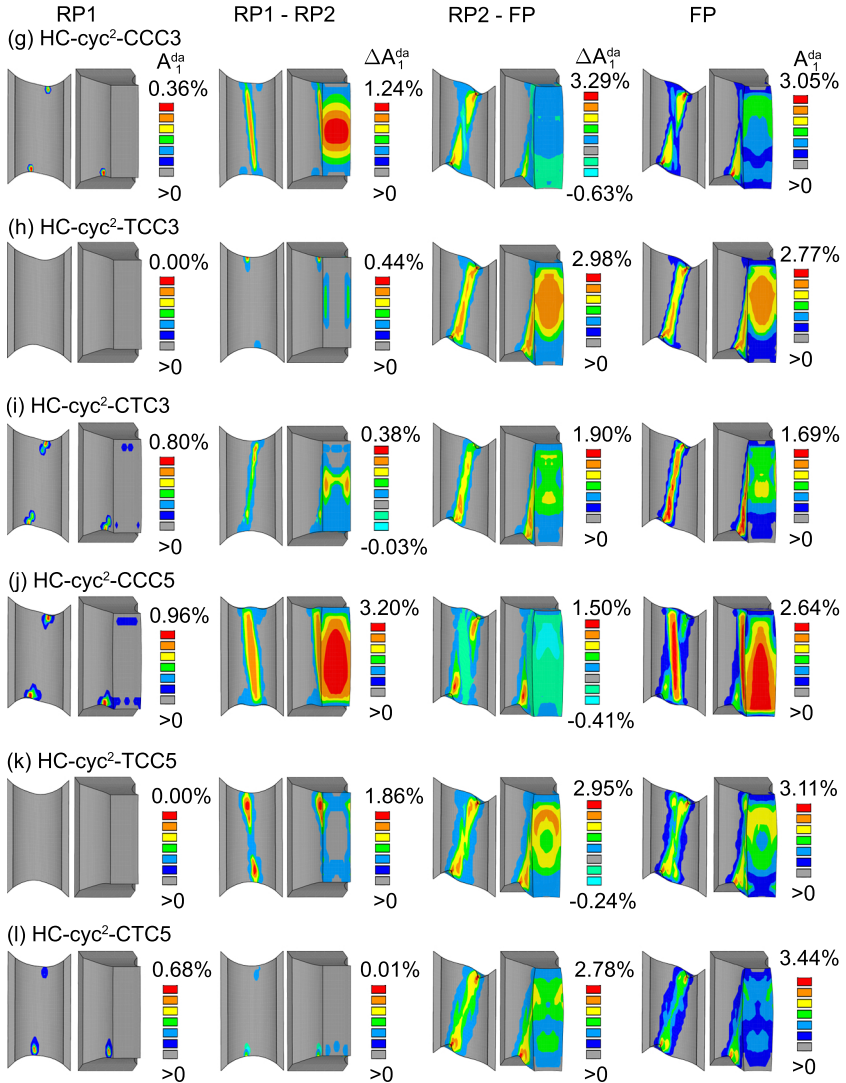 RP1 RP1 - RP2 RP2 - FP FP
(g) HC-cyc²-CCC3
A₁ᵈᵃ ΔA₁ᵈᵃ ΔA₁ᵈᵃ A₁ᵈᵃ
0.36% 1.24% 3.29% 3.05%
>0 >0 -0.63% >0
(h) HC-cyc²-TCC3
0.00% 0.44% 2.98% 2.77%
>0 >0 >0 >0
(i) HC-cyc²-CTC3
0.80% 0.38% 1.90% 1.69%
>0 -0.03% >0 >0
(j) HC-cyc²-CCC5
0.96% 3.20% 1.50% 2.64%
>0 >0 -0.41% >0
(k) HC-cyc²-TCC5
0.00% 1.86% 2.95% 3.11%
>0 >0 -0.24% >0
(l) HC-cyc²-CTC5
0.68% 0.01% 2.78% 3.44%
>0 >0 >0 >0